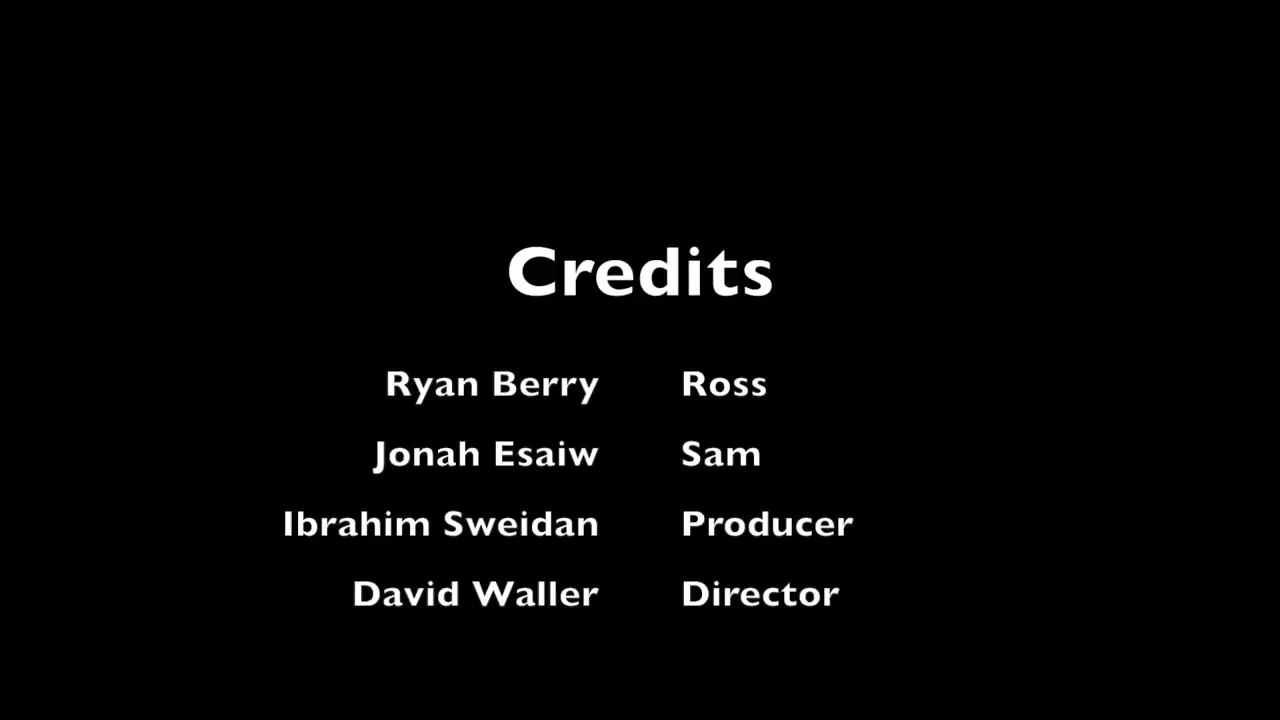 Credits
Ryan Berry Ross
Jonah Esaiw Sam
Ibrahim Sweidan Producer
David Waller Director